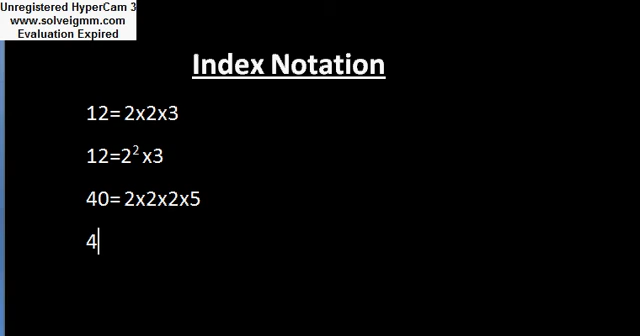 Unregistered HyperCam 3
www.solveigmm.com
Evaluation Expired
Index Notation
12= 2x2x3
12=2² x3
40= 2x2x2x5
4